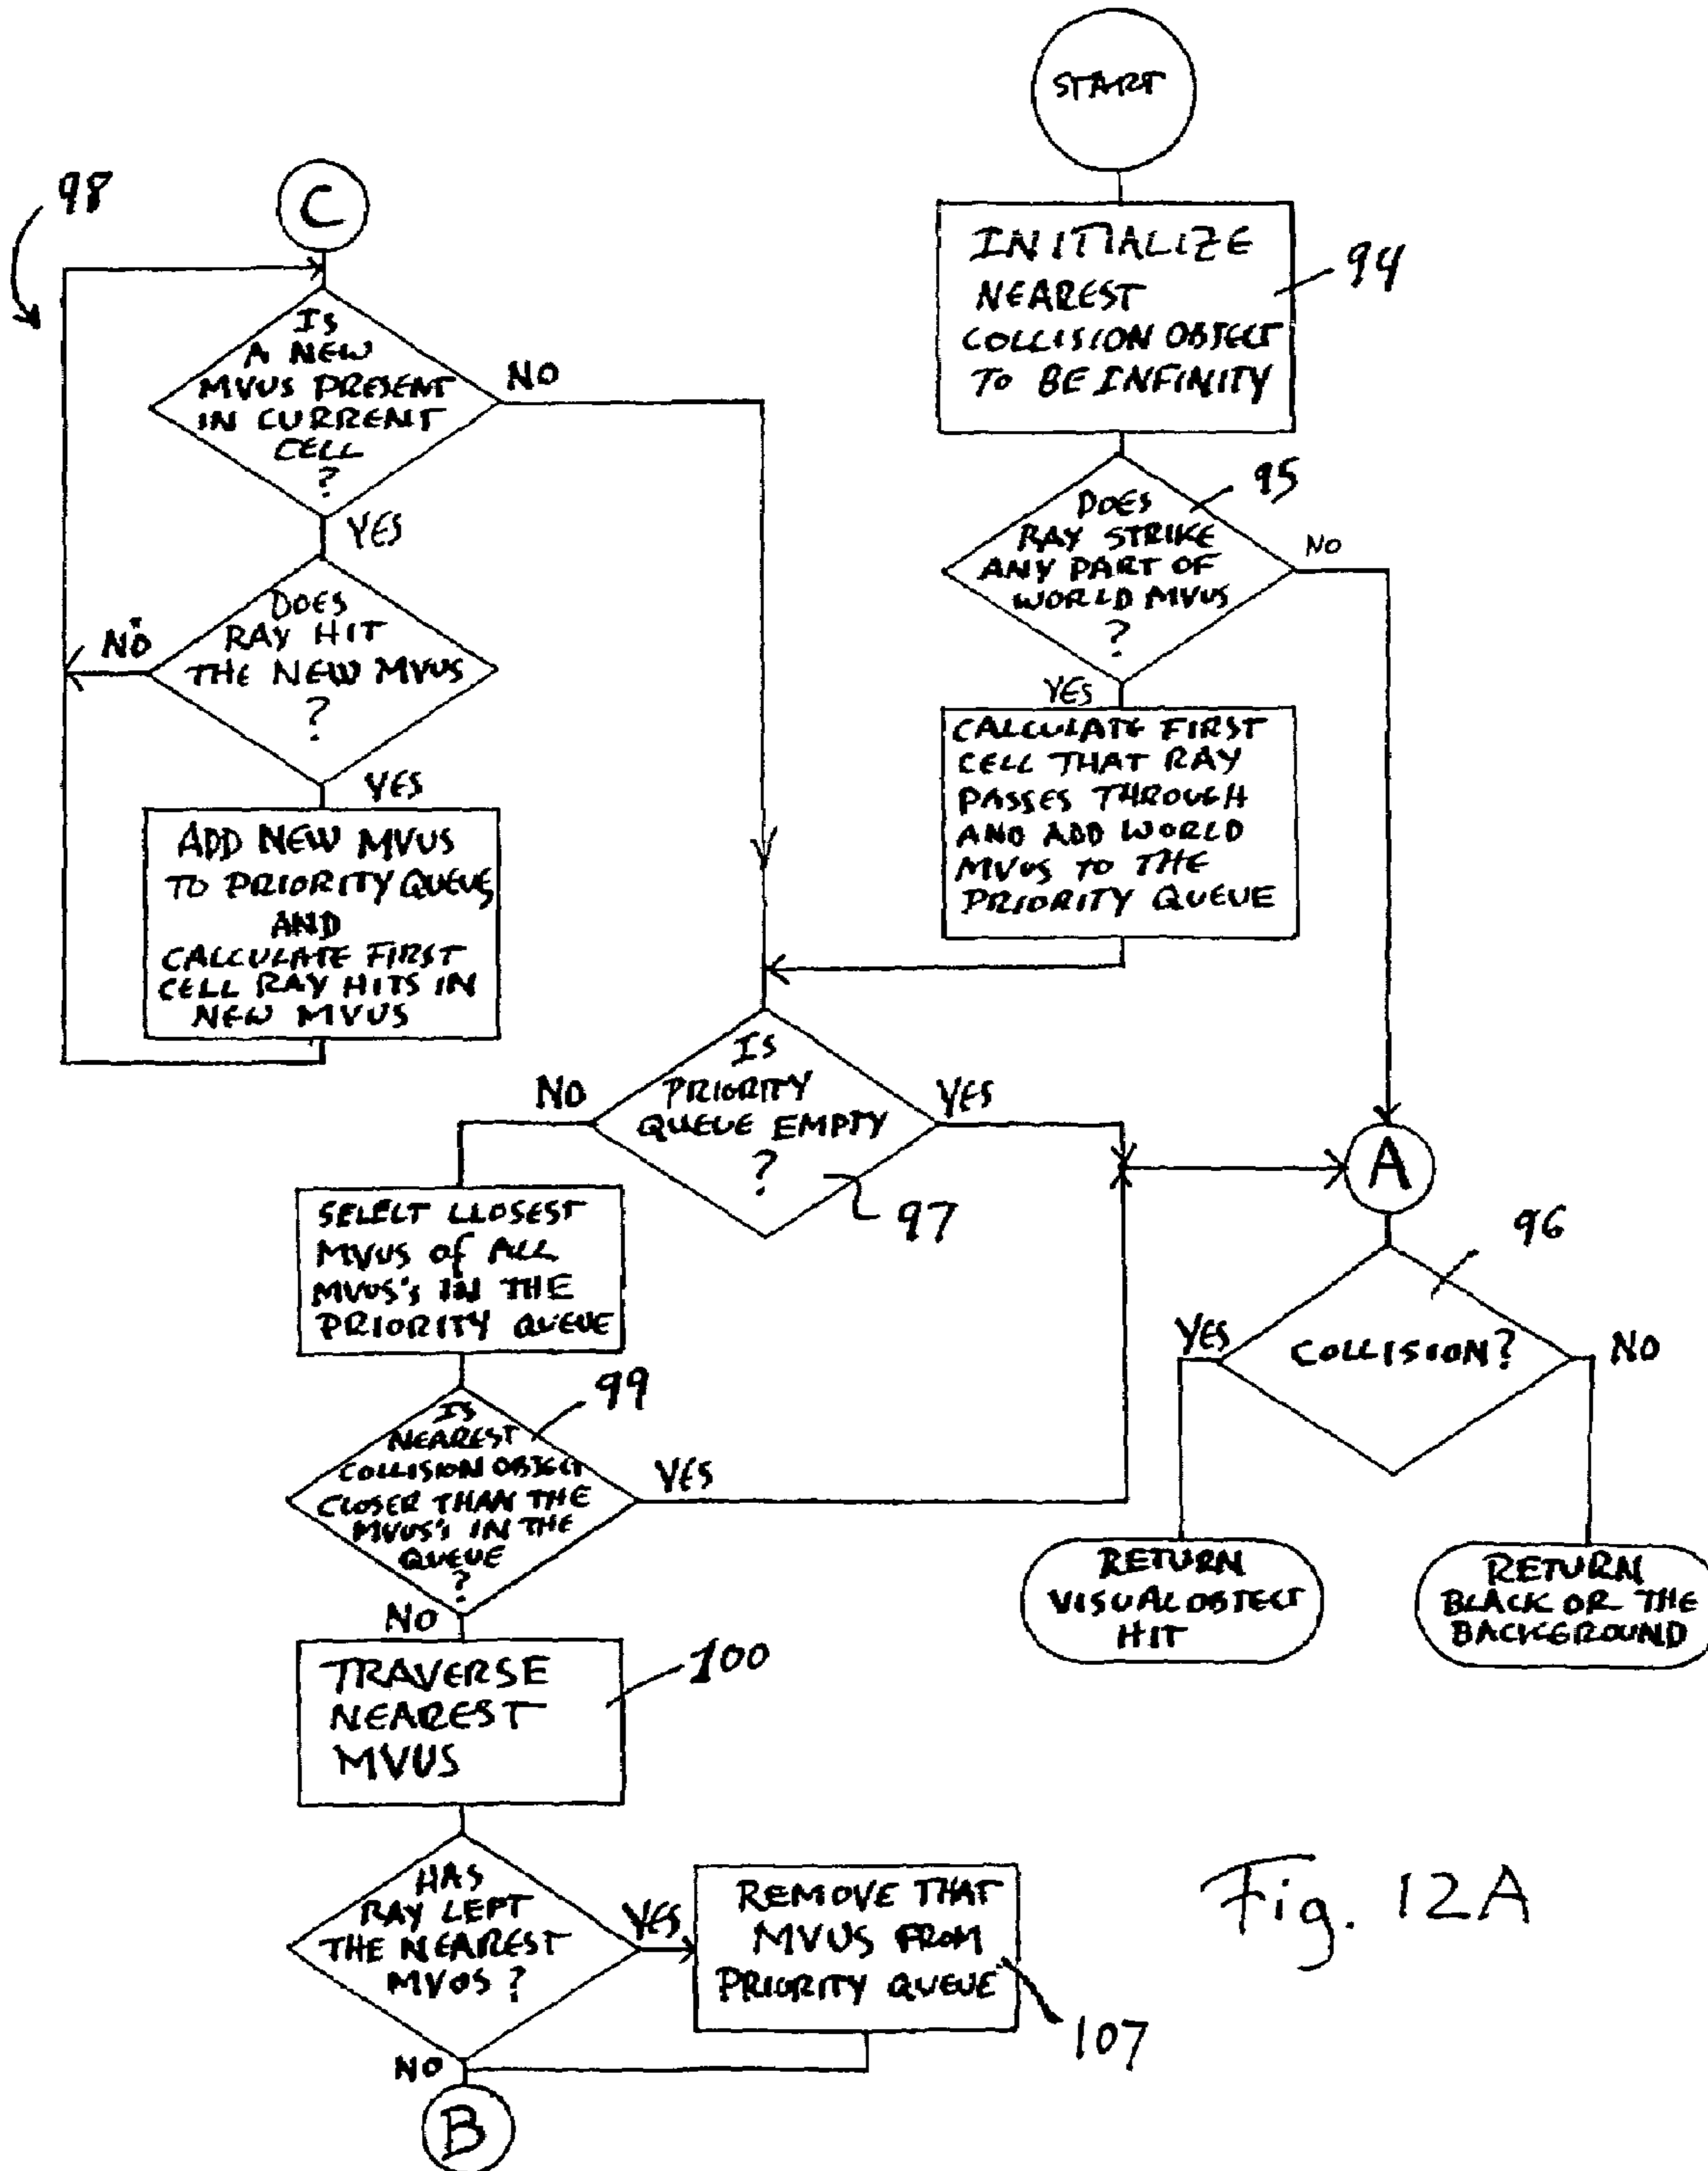 START
INITIALIZE
NEAREST
COLLISION OBJECT
TO BE INFINITY
94
DOES
RAY STRIKE
ANY PART OF
WORLD MVUS
?
95
NO
YES
CALCULATE FIRST
CELL THAT RAY
PASSES THROUGH
AND ADD WORLD
MVUS TO THE
PRIORITY QUEUE
98
C
IS
A NEW
MVUS PRESENT
IN CURRENT
CELL
?
NO
YES
DOES
RAY HIT
THE NEW MVUS
?
NO
YES
ADD NEW MVUS
TO PRIORITY QUEUE
AND
CALCULATE FIRST
CELL RAY HITS IN
NEW MVUS
IS
PRIORITY
QUEUE EMPTY
?
NO
YES
97
A
96
COLLISION?
YES
NO
RETURN
VISUAL OBJECT
HIT
RETURN
BLACK OR THE
BACKGROUND
SELECT CLOSEST
MVUS of ALL
MVUS's IN THE
PRIORITY QUEUE
99
IS
NEAREST
COLLISION OBJECT
CLOSER THAN THE
MVUS's IN THE
QUEUE
?
YES
NO
TRAVERSE
NEAREST
MVUS
100
HAS
RAY LEFT
THE NEAREST
MVUS ?
YES
NO
REMOVE THAT
MVUS FROM
PRIORITY QUEUE
107
B
Fig. 12A